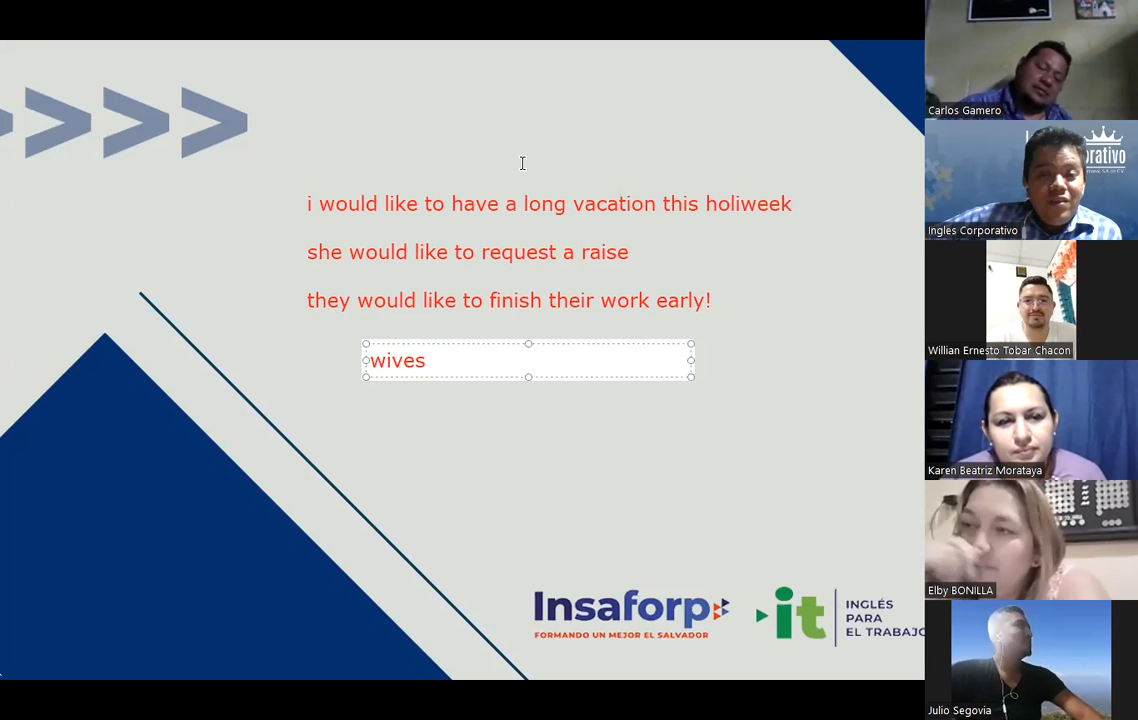 i would like to have a long vacation this holiweek
she would like to request a raise
they would like to finish their work early!
wives
Insaforp
FORMANDO UN MEJOR EL SALVADOR
it
INGLÉS
PARA
EL TRABAJO
Carlos Gamero
Ingles Corporativo
Willian Ernesto Tobar Chacon
Karen Beatriz Morataya
Elby BONILLA
Julio Segovia